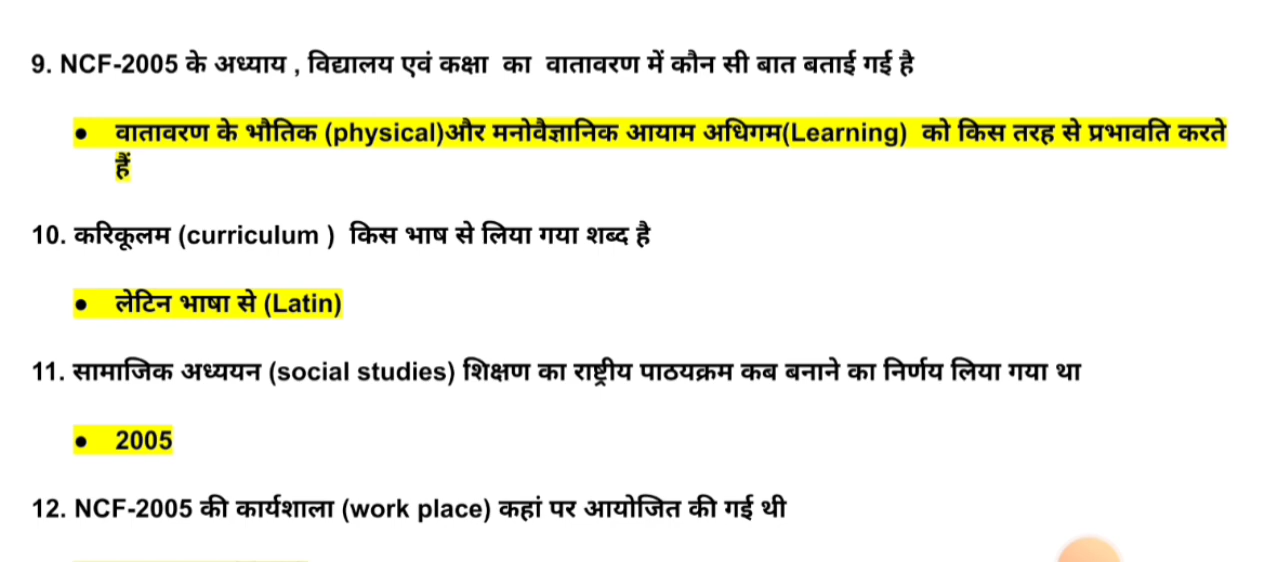 9. NCF-2005 के अध्याय , विद्यालय एवं कक्षा का वातावरण में कौन सी बात बताई गई है
• वातावरण के भौतिक (physical)और मनोवैज्ञानिक आयाम अधिगम(Learning) को किस तरह से प्रभावति करते
हैं
10. करिकूलम (curriculum ) किस भाष से लिया गया शब्द है
• लेटिन भाषा से (Latin)
11. सामाजिक अध्ययन (social studies) शिक्षण का राष्ट्रीय पाठयक्रम कब बनाने का निर्णय लिया गया था
• 2005
12. NCF-2005 की कार्यशाला (work place) कहां पर आयोजित की गई थी